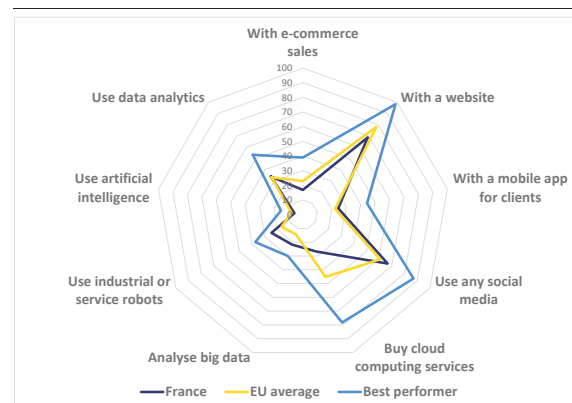 With e-commerce
sales
100
90
80
70
60
50
40
30
20
10
0
Use data analytics
With a website
Use artificial
intelligence
With a mobile app
for clients
Use industrial or
service robots
Use any social
media
Analyse big data
Buy cloud
computing services
France
EU average
Best performer